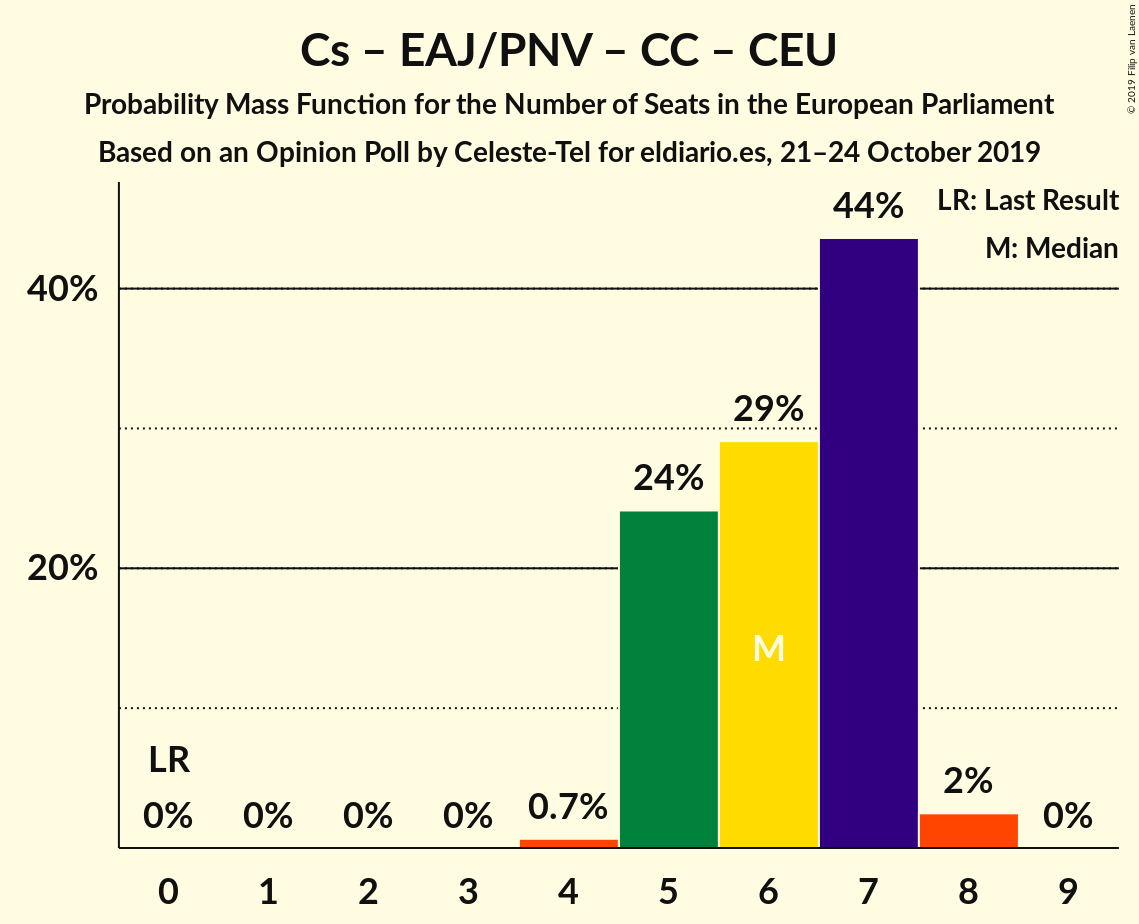 Cs – EAJ/PNV – CC – CEU
Probability Mass Function for the Number of Seats in the European Parliament
Based on an Opinion Poll by Celeste-Tel for eldiario.es, 21–24 October 2019
© 2019 Filip van Laenen
LR: Last Result
M: Median
40%
20%
LR
0%
0%
0%
0%
0.7%
24%
29%
44%
2%
0%
M
0 1 2 3 4 5 6 7 8 9